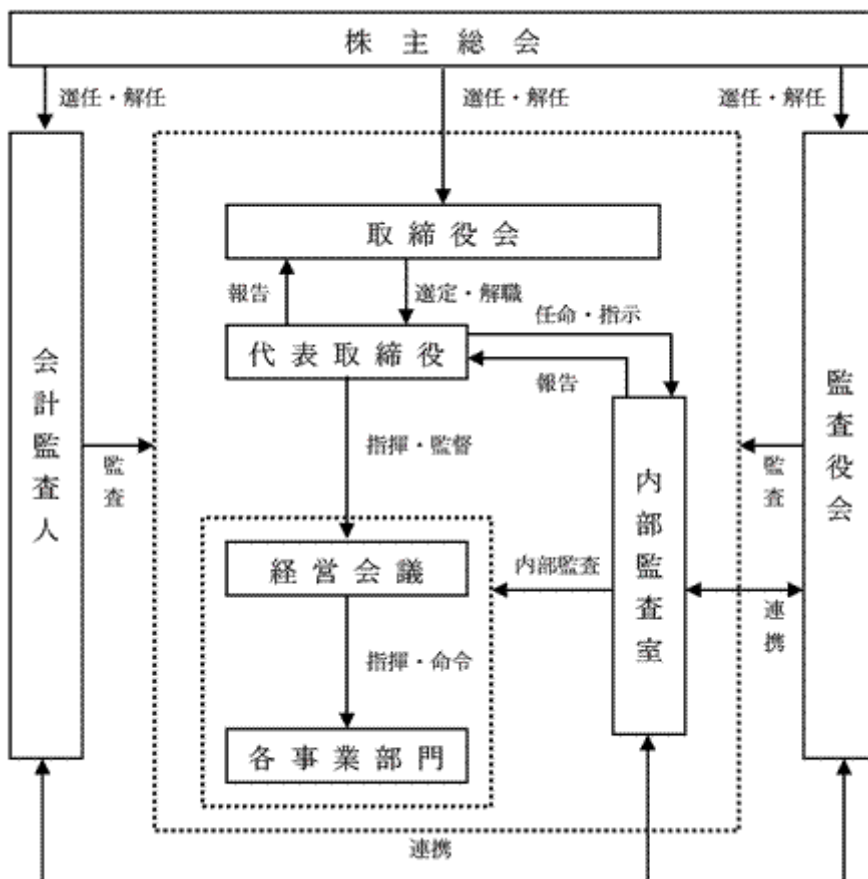 株主総会
選任・解任
選任・解任
選任・解任
取締役会
報告
選定・解職
任命・指示
代表取締役
報告
会計監査人
監査役会
指揮・監督
監査
監査
内部監査室
経営会議
内部監査
連携
指揮・命令
各事業部門
連携